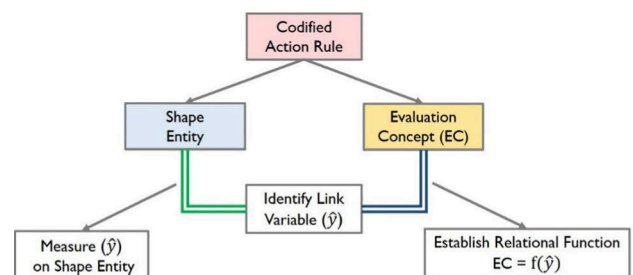 Codified
Action Rule
Shape
Entity
Evaluation
Concept (EC)
Identify Link
Variable (ŷ)
Measure (ŷ)
on Shape Entity
Establish Relational Function
EC = f(ŷ)